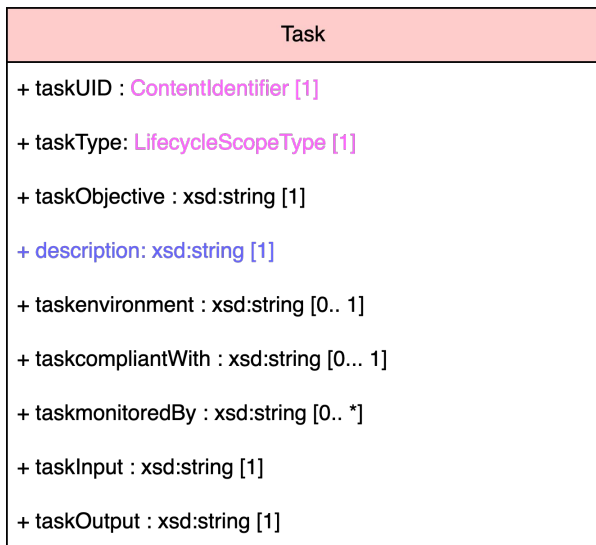 Task
+ taskUID : ContentIdentifier [1]
+ taskType: LifecycleScopeType [1]
+ taskObjective : xsd:string [1]
+ description: xsd:string [1]
+ taskenvironment : xsd:string [0.. 1]
+ taskcompliantWith : xsd:string [0... 1]
+ taskmonitoredBy : xsd:string [0.. *]
+ taskInput : xsd:string [1]
+ taskOutput : xsd:string [1]